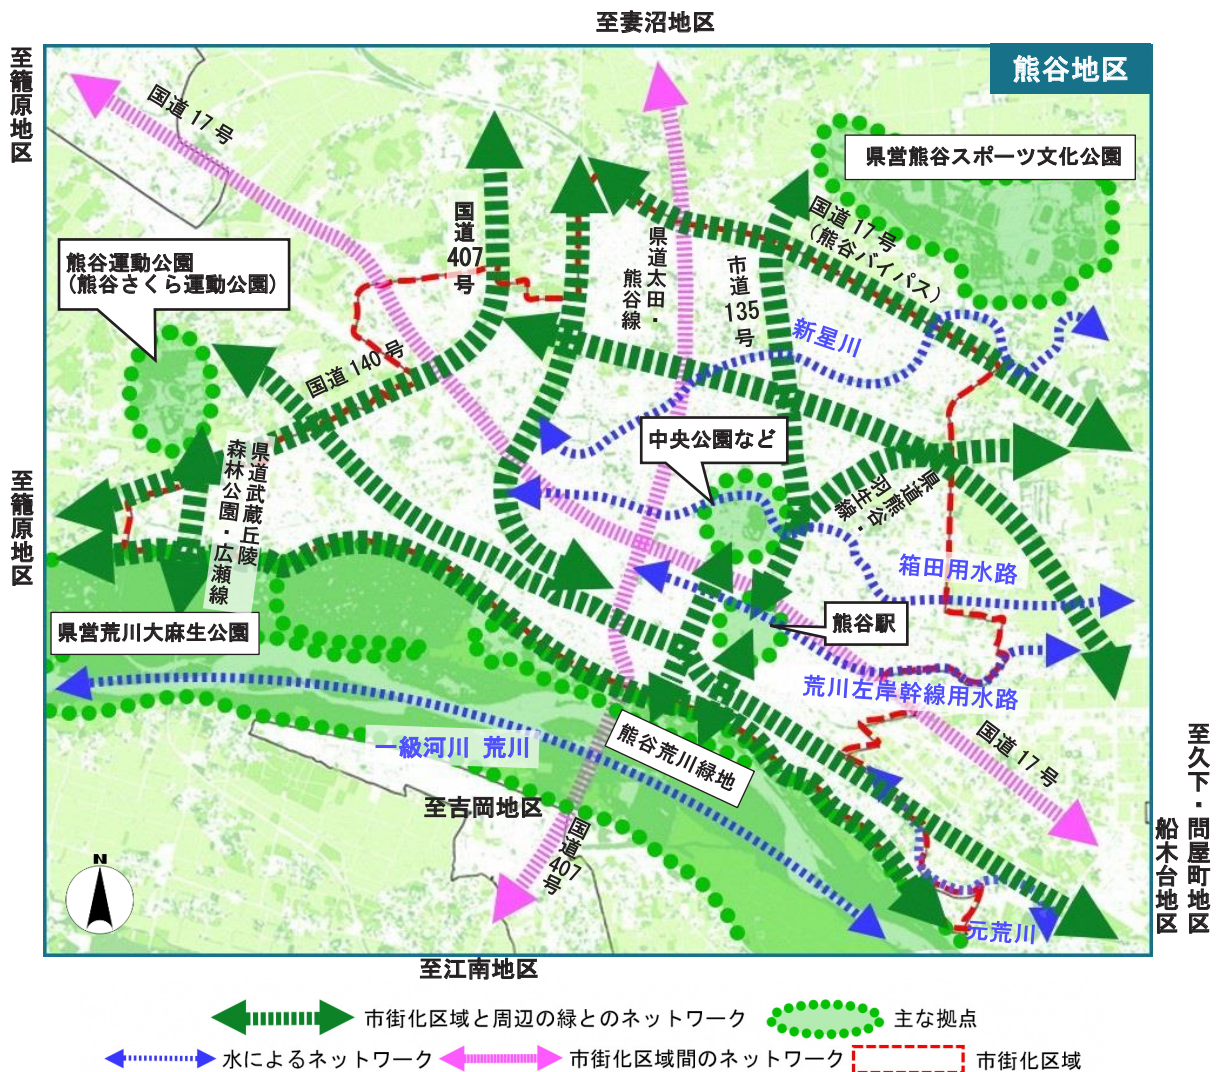 至妻沼地区
熊谷地区
至籠原地区
国道17号
県営熊谷スポーツ文化公園
国道17号
(熊谷バイパス)
国道407号
県道太田・
熊谷線
市道135号
熊谷運動公園
(熊谷さくら運動公園)
新星川
国道140号
中央公園など
県道武蔵丘陵
森林公園・広瀬線
県道熊谷・
羽生線
至籠原地区
箱田用水路
県営荒川大麻生公園
熊谷駅
荒川左岸幹線用水路
一級河川 荒川
熊谷荒川緑地
国道17号
至吉岡地区
国道407号
至久下・問屋町地区
船木台地区
N
元荒川
至江南地区
市街化区域と周辺の緑とのネットワーク
主な拠点
水によるネットワーク
市街化区域間のネットワーク
市街化区域